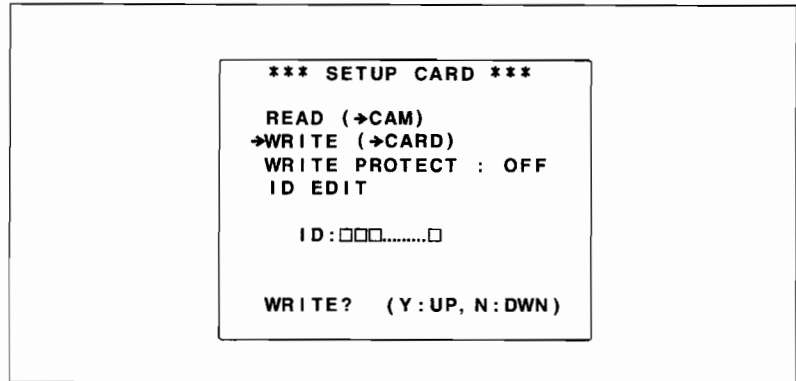 *** SETUP CARD ***
READ (➔CAM)
➔WRITE (➔CARD)
WRITE PROTECT : OFF
ID EDIT
ID:□□□.........□
WRITE? (Y:UP, N:DWN)